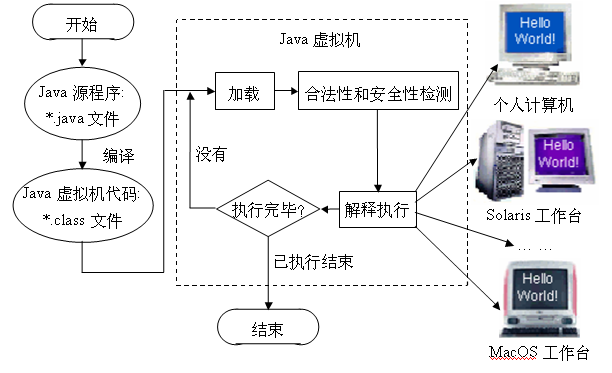 开始
Java 源程序:
*.java 文件
编译
Java 虚拟机代码:
*.class 文件
Java 虚拟机
加载
合法性和安全性检测
没有
执行完毕?
解释执行
已执行结束
结束
Hello
World!
个人计算机
Hello
World!
Solaris 工作台
… …
Hello
World!
MacOS 工作台